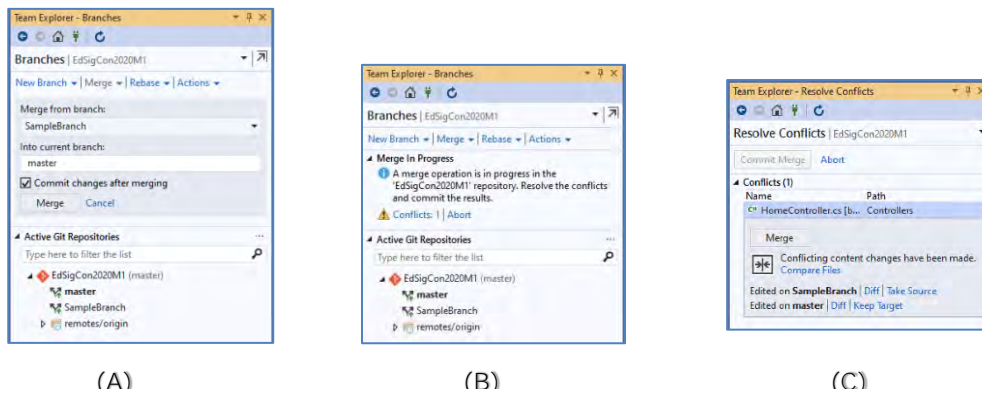 Team Explorer - Branches
Branches | EdSigCon2020M1
New Branch | Merge | Rebase | Actions
Merge from branch:
SampleBranch
Into current branch:
master
Commit changes after merging
Merge Cancel
Active Git Repositories ...
Type here to filter the list
EdSigCon2020M1 (master)
master
SampleBranch
remotes/origin
(A)
Team Explorer - Branches
Branches | EdSigCon2020M1
New Branch | Merge | Rebase | Actions
Merge In Progress
A merge operation is in progress in the
'EdSigCon2020M1' repository. Resolve the conflicts
and commit the results.
Conflicts: 1 | Abort
Active Git Repositories ...
Type here to filter the list
EdSigCon2020M1 (master)
master
SampleBranch
remotes/origin
(B)
Team Explorer - Resolve Conflicts
Resolve Conflicts | EdSigCon2020M1
Commit Merge Abort
Conflicts (1)
Name Path
C# HomeController.cs [b... Controllers
Merge
Conflicting content changes have been made.
Compare Files
Edited on SampleBranch | Diff | Take Source
Edited on master | Diff | Keep Target
(C)